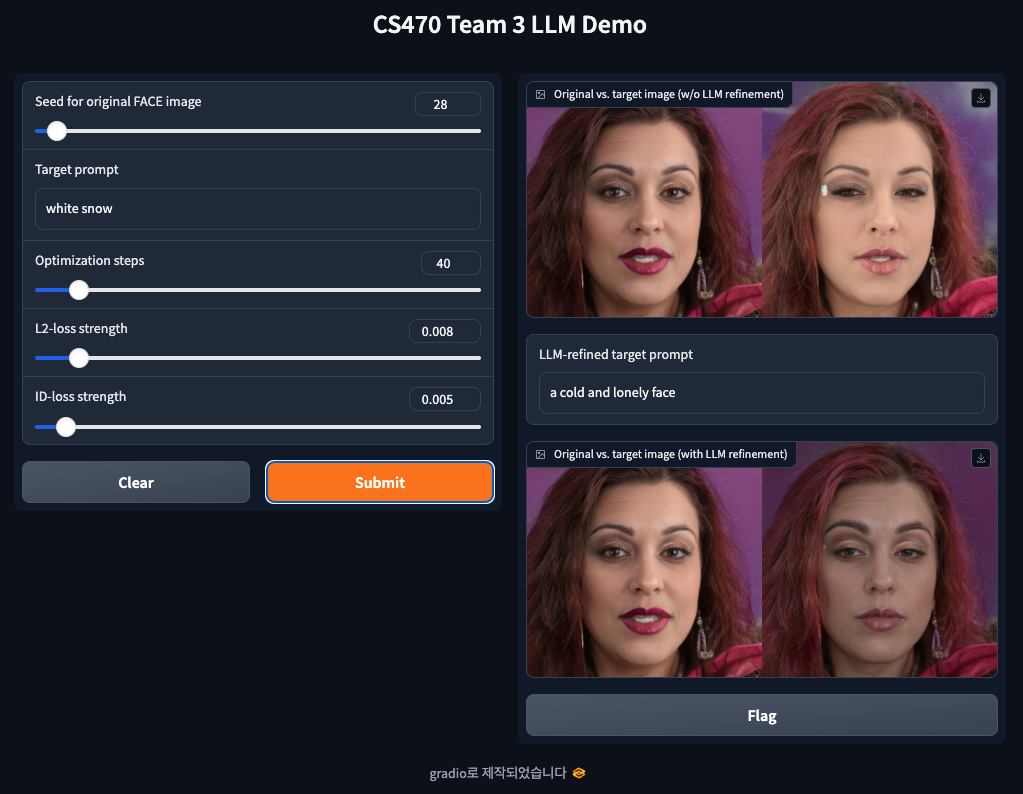 CS470 Team 3 LLM Demo
Seed for original FACE image
28
Target prompt
white snow
Optimization steps
40
L2-loss strength
0.008
ID-loss strength
0.005
Clear
Submit
Original vs. target image (w/o LLM refinement)
LLM-refined target prompt
a cold and lonely face
Original vs. target image (with LLM refinement)
Flag
gradio로 제작되었습니다